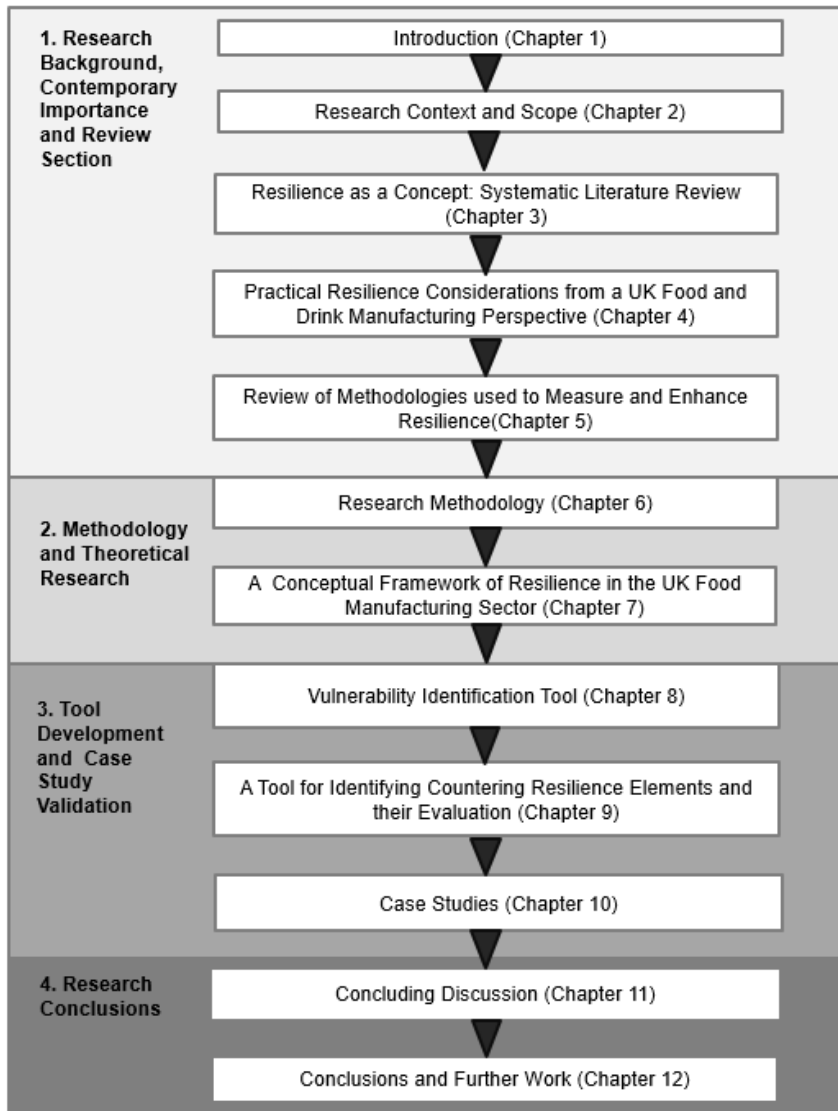 1. Research
Background,
Contemporary
Importance
and Review
Section
Introduction (Chapter 1)
Research Context and Scope (Chapter 2)
Resilience as a Concept: Systematic Literature Review
(Chapter 3)
Practical Resilience Considerations from a UK Food and
Drink Manufacturing Perspective (Chapter 4)
Review of Methodologies used to Measure and Enhance
Resilience(Chapter 5)
2. Methodology
and Theoretical
Research
Research Methodology (Chapter 6)
A Conceptual Framework of Resilience in the UK Food
Manufacturing Sector (Chapter 7)
3. Tool
Development
and Case
Study
Validation
Vulnerability Identification Tool (Chapter 8)
A Tool for Identifying Countering Resilience Elements and
their Evaluation (Chapter 9)
Case Studies (Chapter 10)
4. Research
Conclusions
Concluding Discussion (Chapter 11)
Conclusions and Further Work (Chapter 12)